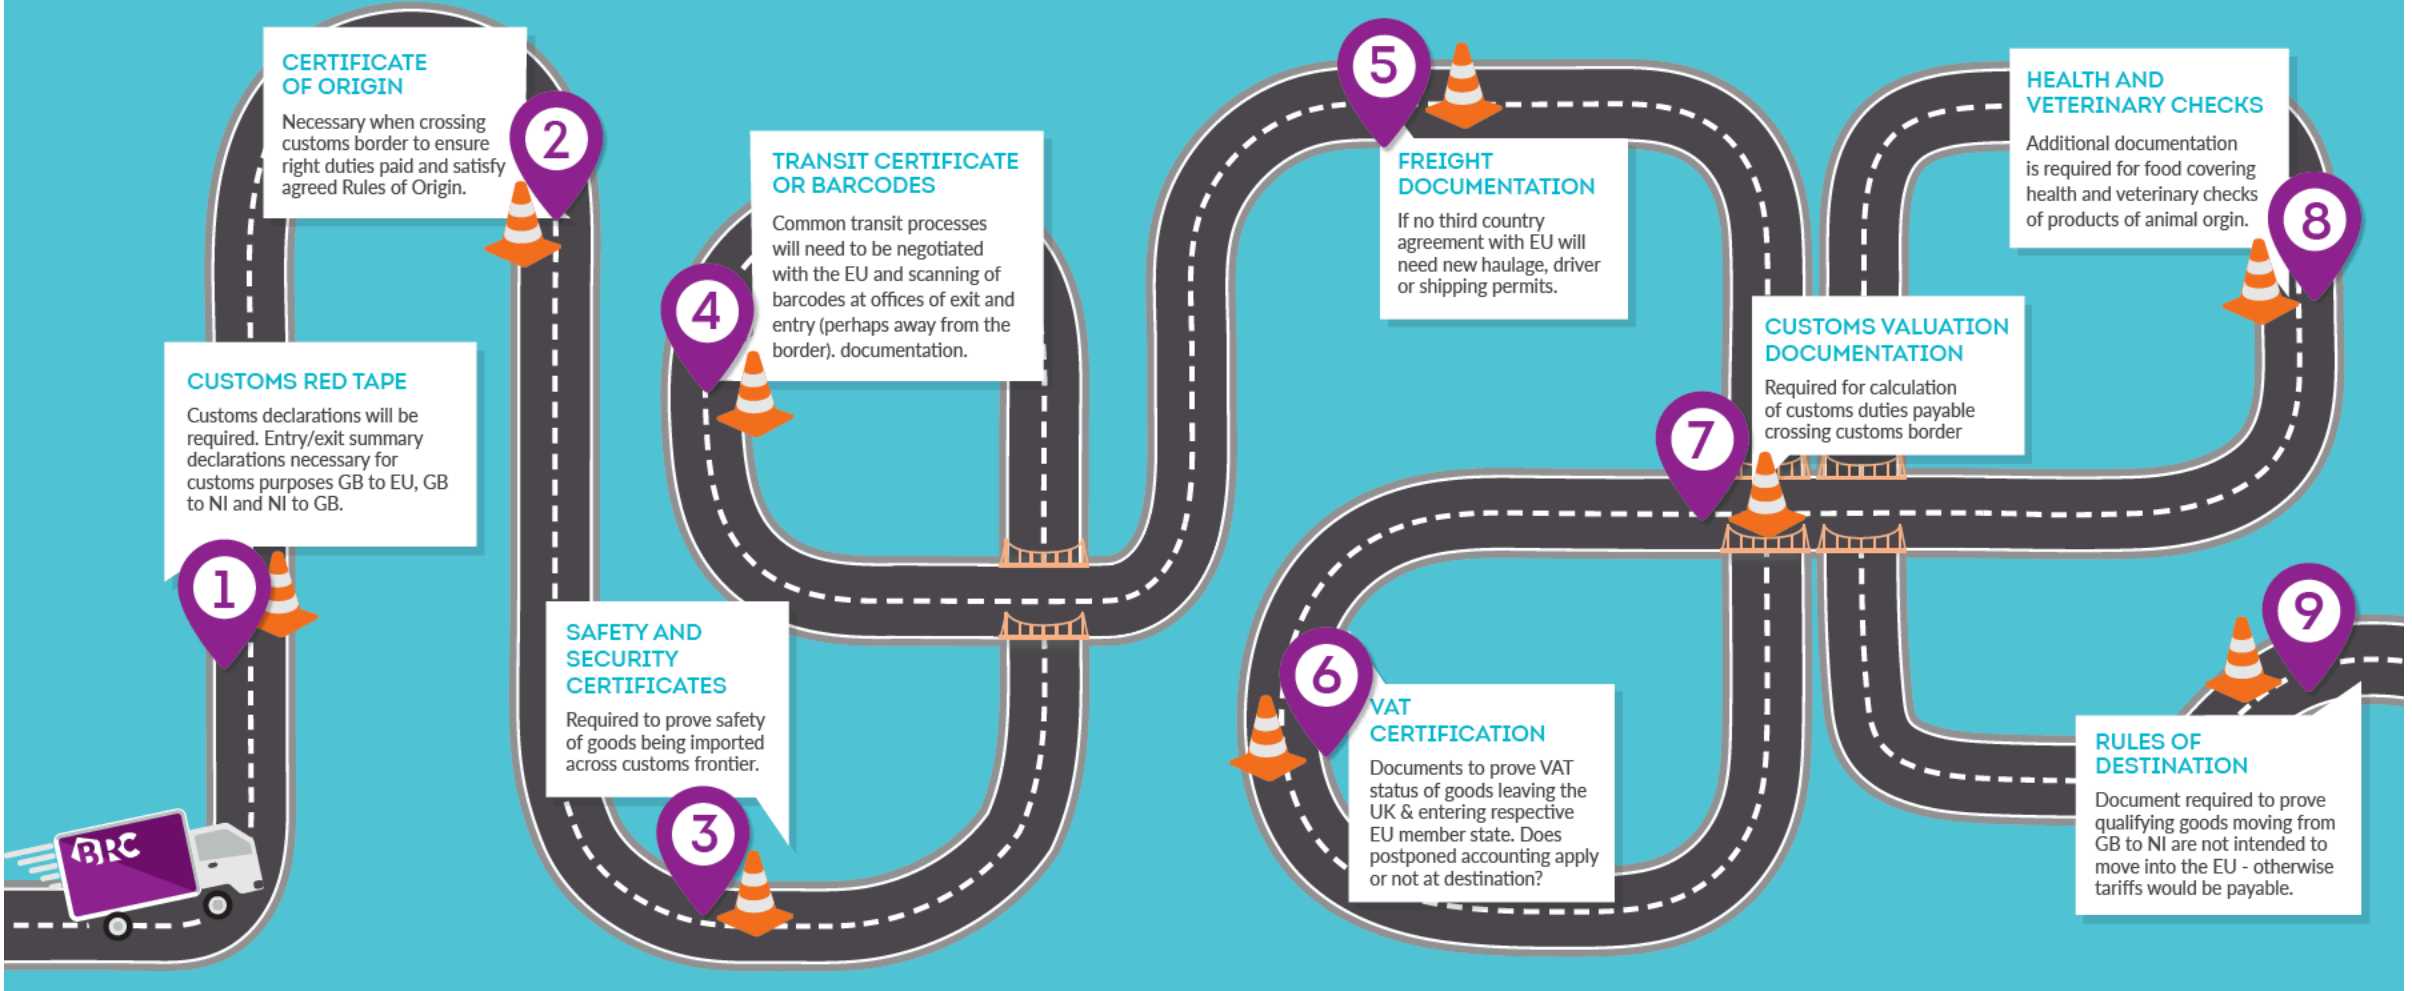 BRC
1
CUSTOMS RED TAPE
Customs declarations will be
required. Entry/exit summary
declarations necessary for
customs purposes GB to EU, GB
to NI and NI to GB.
2
CERTIFICATE
OF ORIGIN
Necessary when crossing
customs border to ensure
right duties paid and satisfy
agreed Rules of Origin.
3
SAFETY AND
SECURITY
CERTIFICATES
Required to prove safety
of goods being imported
across customs frontier.
4
TRANSIT CERTIFICATE
OR BARCODES
Common transit processes
will need to be negotiated
with the EU and scanning of
barcodes at offices of exit and
entry (perhaps away from the
border). documentation.
5
FREIGHT
DOCUMENTATION
If no third country
agreement with EU will
need new haulage, driver
or shipping permits.
6
VAT
CERTIFICATION
Documents to prove VAT
status of goods leaving the
UK & entering respective
EU member state. Does
postponed accounting apply
or not at destination?
7
CUSTOMS VALUATION
DOCUMENTATION
Required for calculation
of customs duties payable
crossing customs border
8
HEALTH AND
VETERINARY CHECKS
Additional documentation
is required for food covering
health and veterinary checks
of products of animal orgin.
9
RULES OF
DESTINATION
Document required to prove
qualifying goods moving from
GB to NI are not intended to
move into the EU - otherwise
tariffs would be payable.